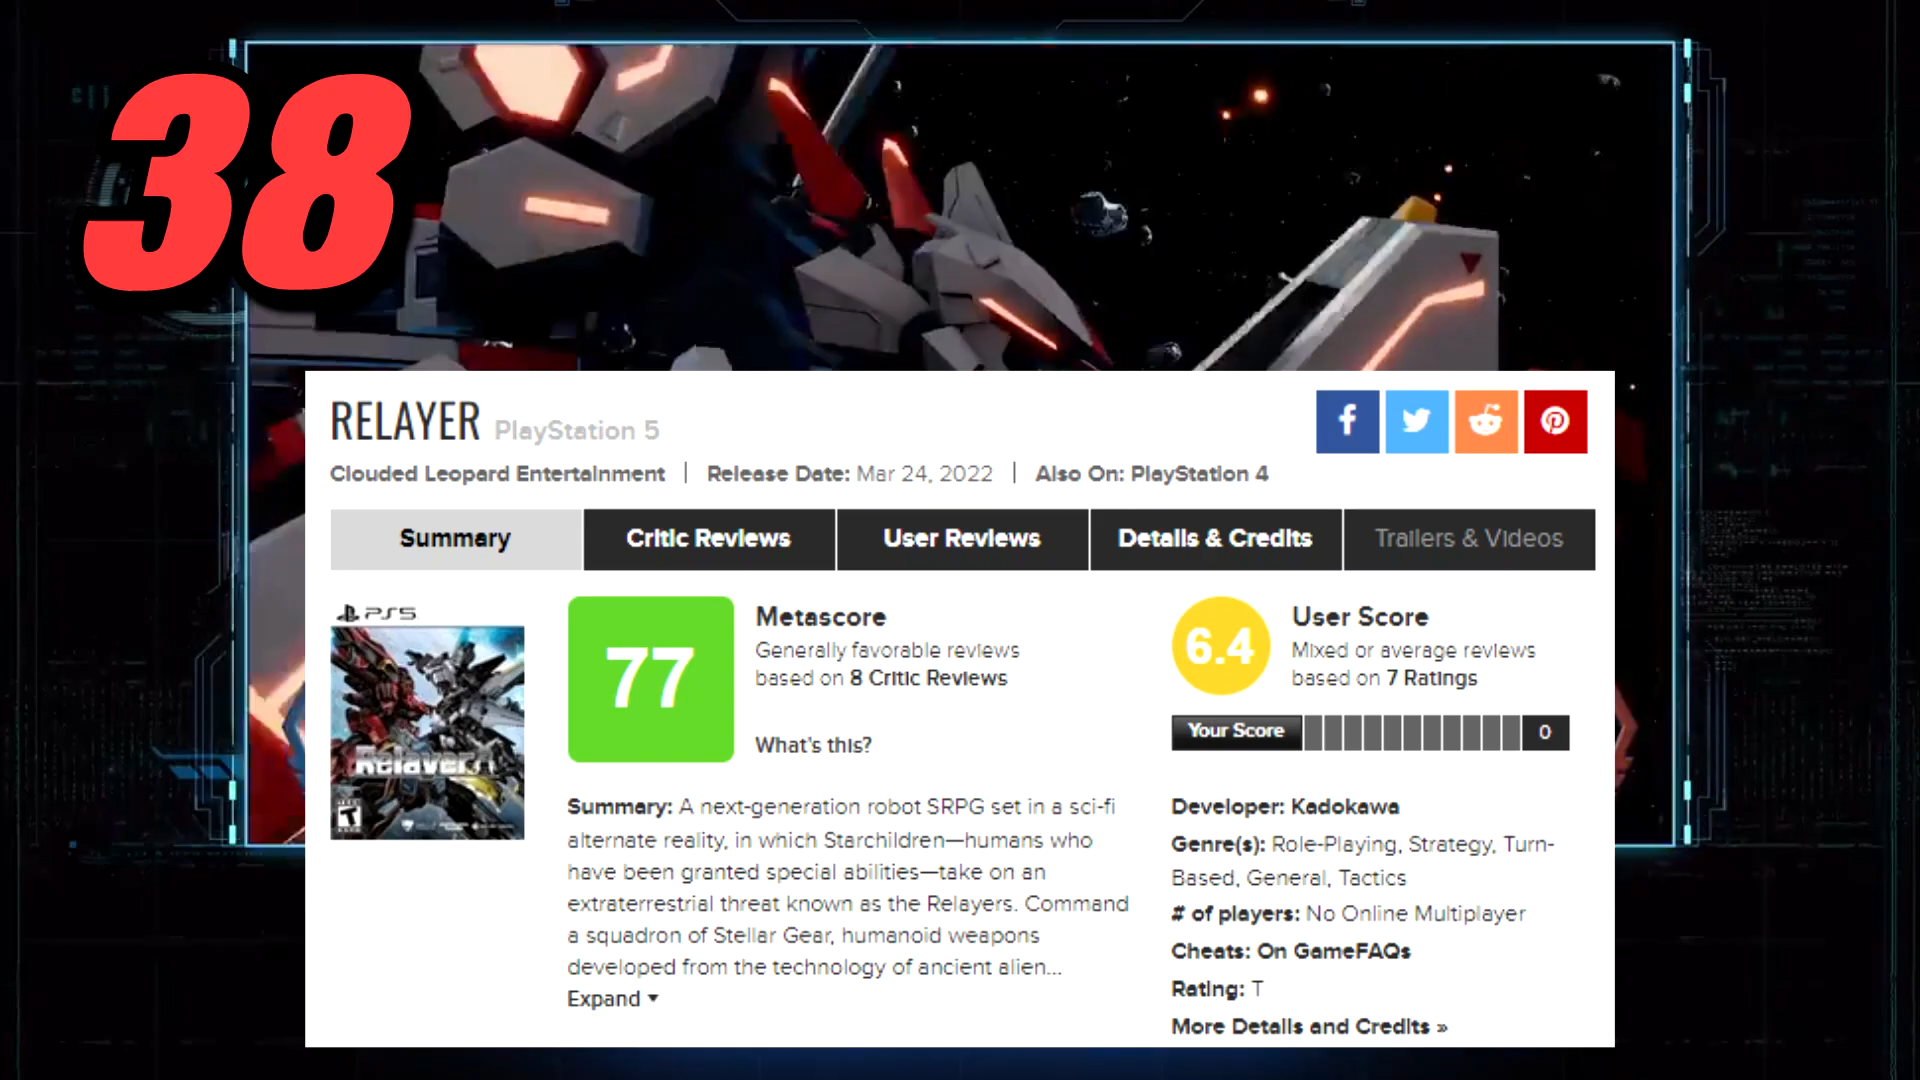 38
RELAYER PlayStation 5
Clouded Leopard Entertainment | Release Date: Mar 24, 2022 | Also On: PlayStation 4
Summary Critic Reviews User Reviews Details & Credits Trailers & Videos
PS5
Relayer
T
77
Metascore
Generally favorable reviews
based on 8 Critic Reviews
What's this?
6.4
User Score
Mixed or average reviews
based on 7 Ratings
Your Score 0
Summary: A next-generation robot SRPG set in a sci-fi
alternate reality, in which Starchildren—humans who
have been granted special abilities—take on an
extraterrestrial threat known as the Relayers. Command
a squadron of Stellar Gear, humanoid weapons
developed from the technology of ancient alien...
Expand
Developer: Kadokawa
Genre(s): Role-Playing, Strategy, Turn-
Based, General, Tactics
# of players: No Online Multiplayer
Cheats: On GameFAQs
Rating: T
More Details and Credits »